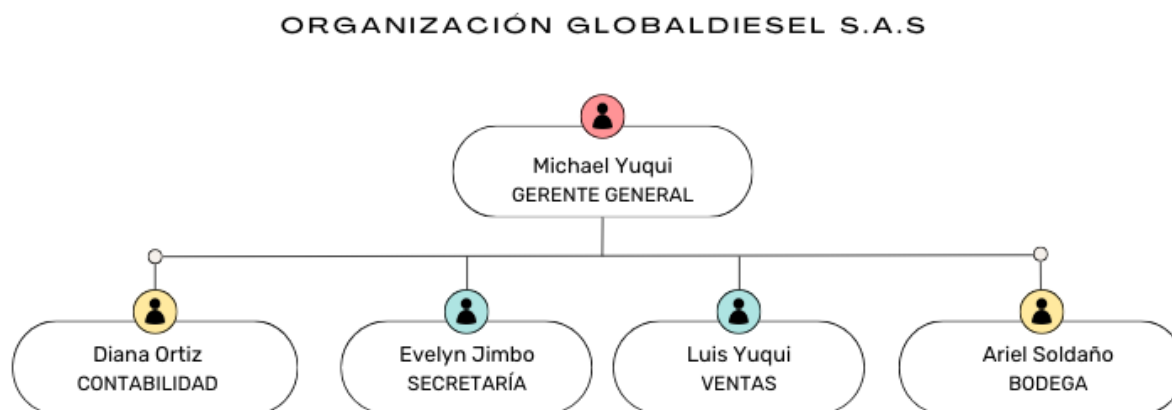 ORGANIZACIÓN GLOBALDIESEL S.A.S
Michael Yuqui
GERENTE GENERAL
Diana Ortiz
CONTABILIDAD
Evelyn Jimbo
SECRETARÍA
Luis Yuqui
VENTAS
Ariel Soldaño
BODEGA